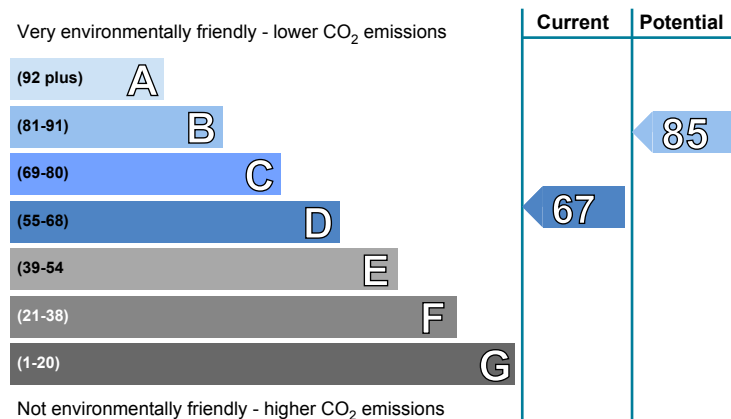 Very environmentally friendly - lower CO2 emissions
Current
Potential
(92 plus) A
(81-91) B
(69-80) C
(55-68) D
(39-54 E
(21-38) F
(1-20) G
67
85
Not environmentally friendly - higher CO2 emissions